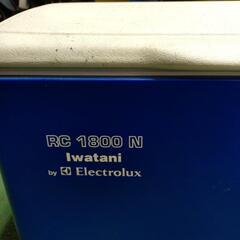 RC 1800 N
Iwatani
by Electrolux